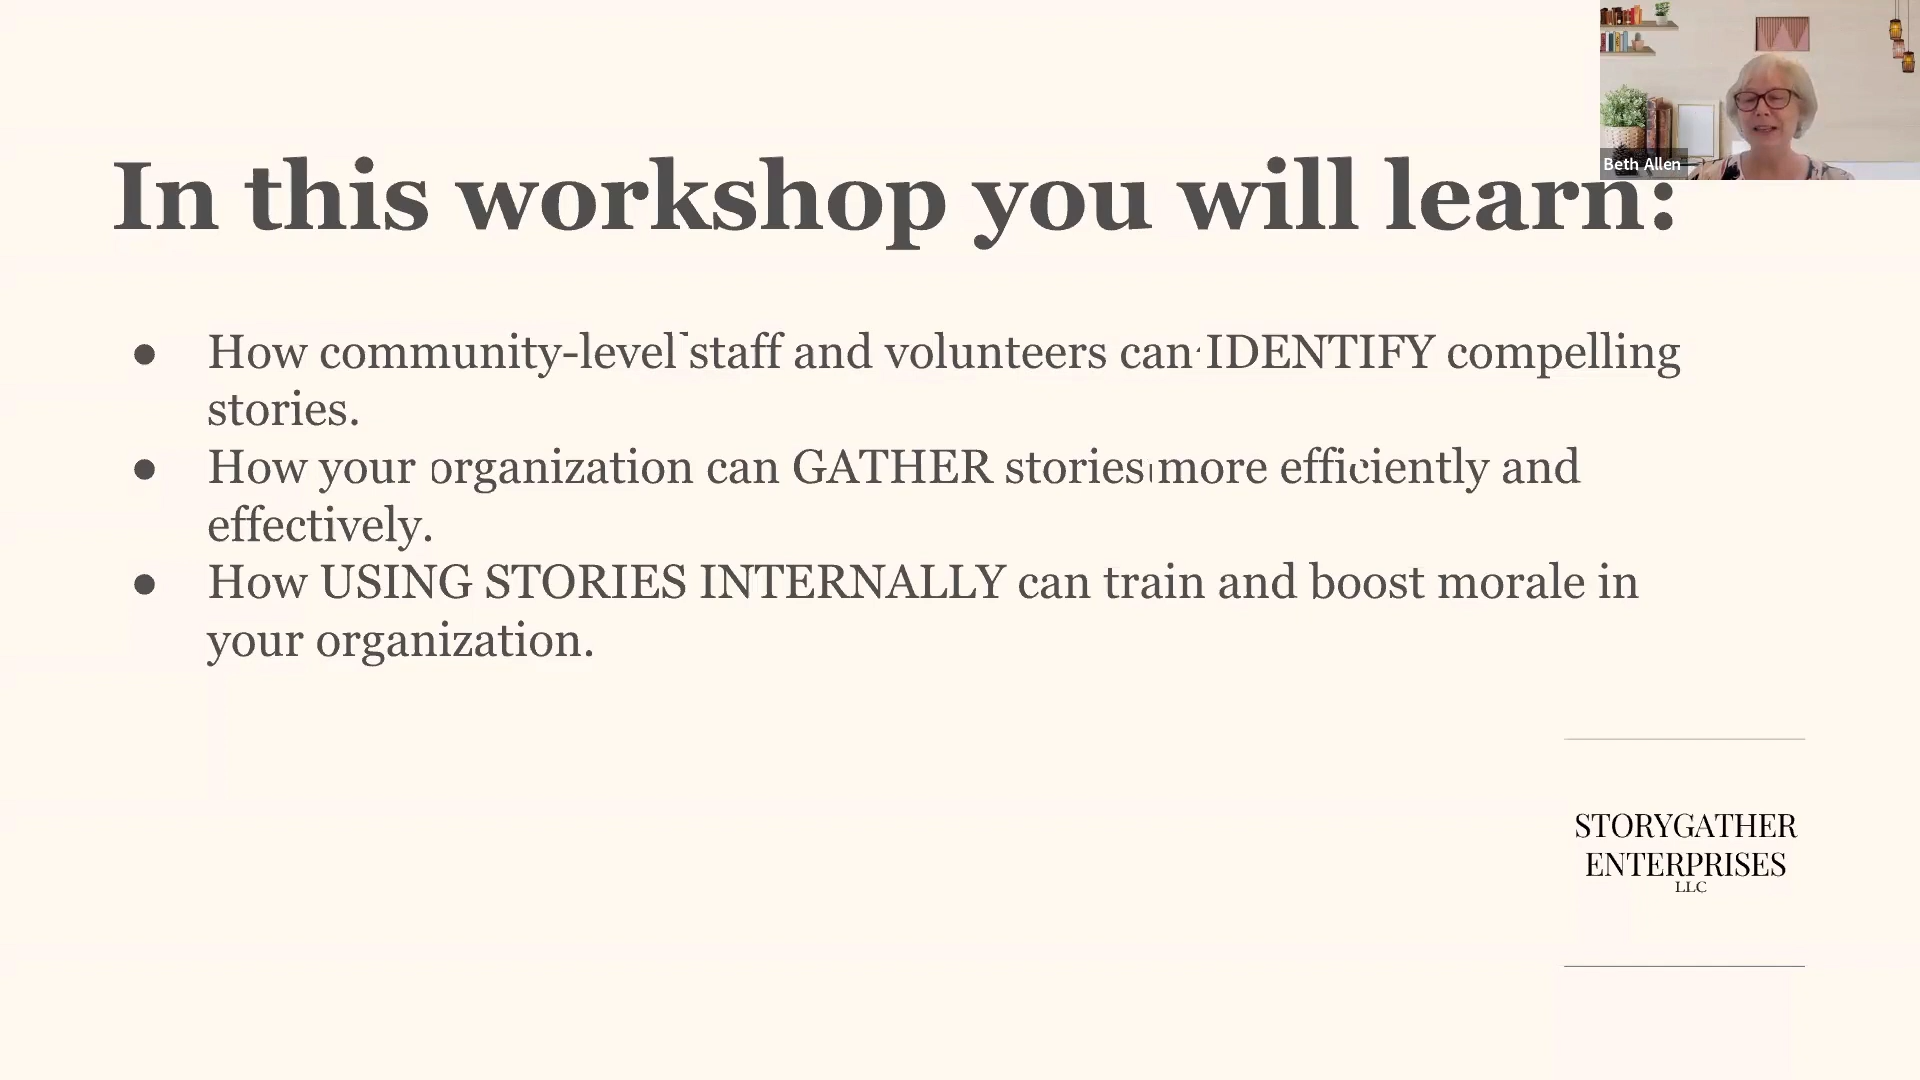 Beth Allen
In this workshop you will learn:
● How community-level staff and volunteers can IDENTIFY compelling
stories.
● How your organization can GATHER stories more efficiently and
effectively.
● How USING STORIES INTERNALLY can train and boost morale in
your organization.
STORYGATHER
ENTERPRISES
LLC